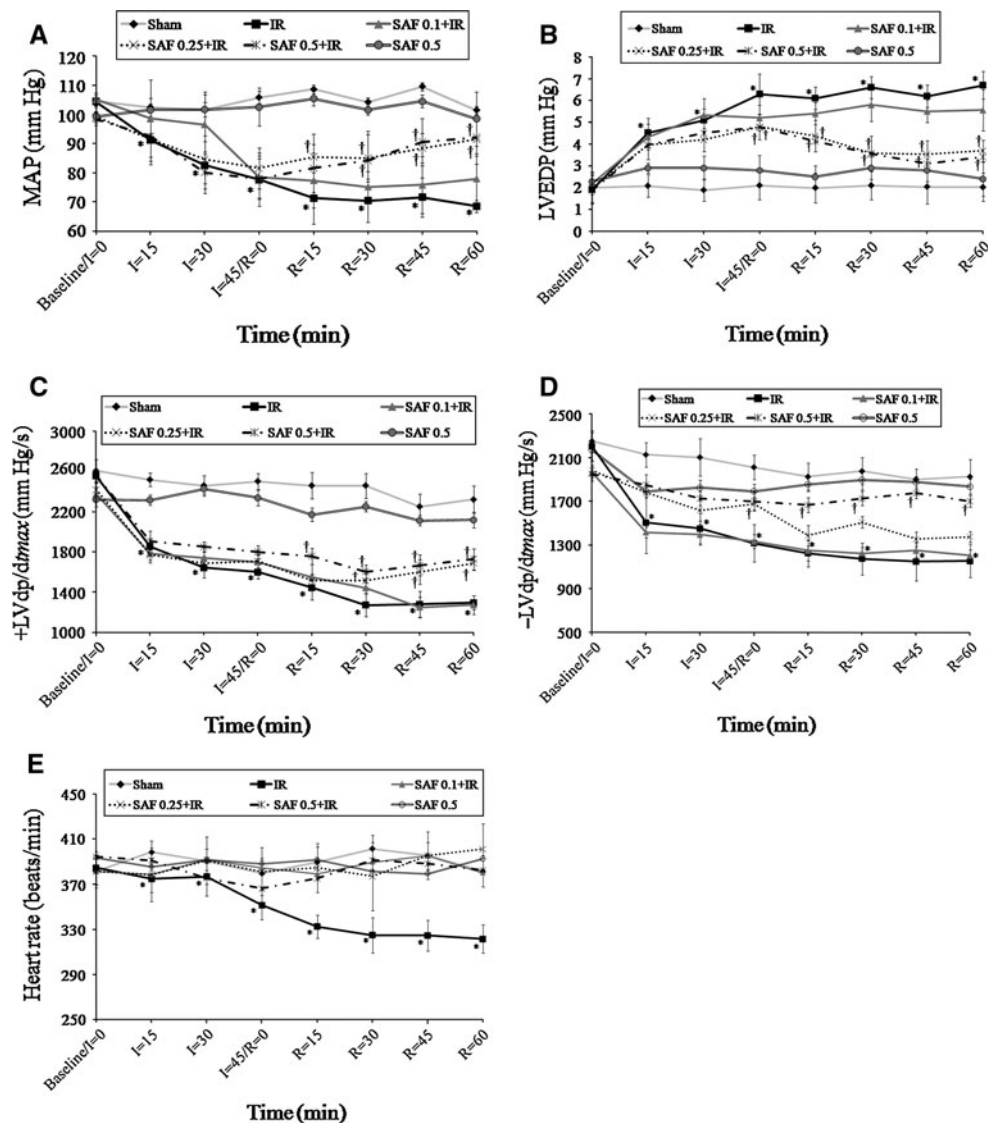 A
Sham IR SAF 0.1+IR
SAF 0.25+IR SAF 0.5+IR SAF 0.5
MAP (mm Hg)
120
110
100
90
80
70
60
Baseline/I=0 I=15 I=30 I=45/R=0 R=15 R=30 R=45 R=60
Time (min)
B
Sham IR SAF 0.1+IR
SAF 0.25+IR SAF 0.5+IR SAF 0.5
LVEDP (mm Hg)
9
8
7
6
5
4
3
2
1
0
Baseline/I=0 I=15 I=30 I=45/R=0 R=15 R=30 R=45 R=60
Time (min)
C
Sham IR SAF 0.1+IR
SAF 0.25+IR SAF 0.5+IR SAF 0.5
+LVdp/dtmax (mm Hg/s)
3000
2600
2200
1800
1400
1000
Baseline/I=0 I=15 I=30 I=45/R=0 R=15 R=30 R=45 R=60
Time (min)
D
Sham IR SAF 0.1+IR
SAF 0.25+IR SAF 0.5+IR SAF 0.5
−LVdp/dtmax (mm Hg/s)
2500
2100
1700
1300
900
500
Baseline/I=0 I=15 I=30 I=45/R=0 R=15 R=30 R=45 R=60
Time (min)
E
Sham IR SAF 0.1+IR
SAF 0.25+IR SAF 0.5+IR SAF 0.5
Heart rate (beats/min)
450
410
370
330
290
250
Baseline/I=0 I=15 I=30 I=45/R=0 R=15 R=30 R=45 R=60
Time (min)